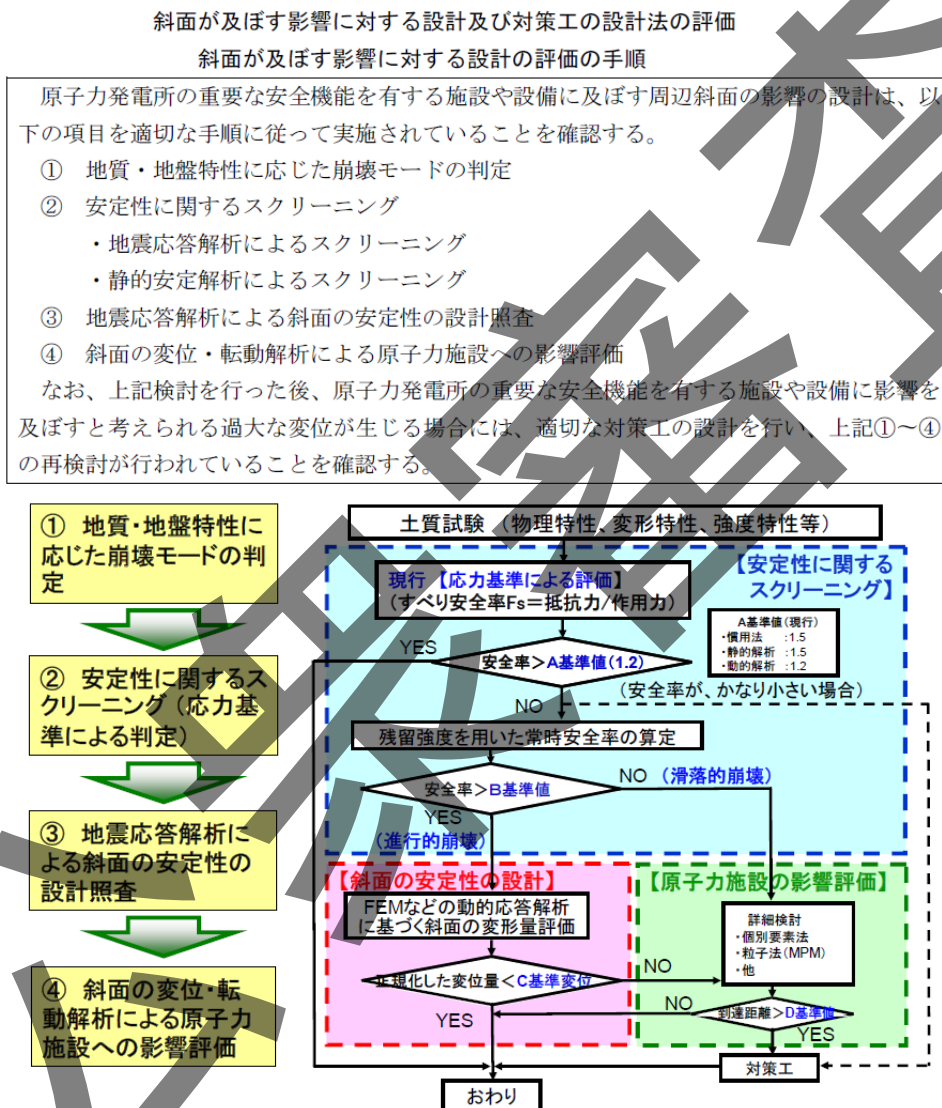 斜面が及ぼす影響に対する設計及び対策工の設計法の評価
斜面が及ぼす影響に対する設計の評価の手順
原子力発電所の重要な安全機能を有する施設や設備に及ぼす周辺斜面の影響の設計は、以
下の項目を適切な手順に従って実施されていることを確認する。
① 地質・地盤特性に応じた崩壊モードの判定
② 安定性に関するスクリーニング
・地震応答解析によるスクリーニング
・静的安定解析によるスクリーニング
③ 地震応答解析による斜面の安定性の設計照査
④ 斜面の変位・転動解析による原子力施設への影響評価
なお、上記検討を行った後、原子力発電所の重要な安全機能を有する施設や設備に影響を
及ぼすと考えられる過大な変位が生じる場合には、適切な対策工の設計を行い、上記①～④
の再検討が行われていることを確認する。
① 地質・地盤特性に
応じた崩壊モードの判
定
② 安定性に関するス
クリーニング（応力基
準による判定）
③ 地震応答解析に
よる斜面の安定性の
設計照査
④ 斜面の変位・転
動解析による原子力
施設への影響評価
土質試験 （物理特性、変形特性、強度特性等）
【安定性に関する
スクリーニング】
現行 【応力基準による評価】
（すべり安全率Fs＝抵抗力/作用力）
A基準値（現行）
・慣用法 :1.5
・静的解析 :1.5
・動的解析 :1.2
YES
安全率＞A基準値(1.2)
（安全率が、かなり小さい場合）
NO
残留強度を用いた常時安全率の算定
安全率＞B基準値
NO （滑落的崩壊）
YES
（進行的崩壊）
【斜面の安定性の設計】
FEMなどの動的応答解析
に基づく斜面の変形量評価
正規化した変位量＜C基準変位
NO
YES
【原子力施設の影響評価】
詳細検討
・個別要素法
・粒子法（MPM）
・他
NO
到達距離＞D基準値
YES
対策工
おわり